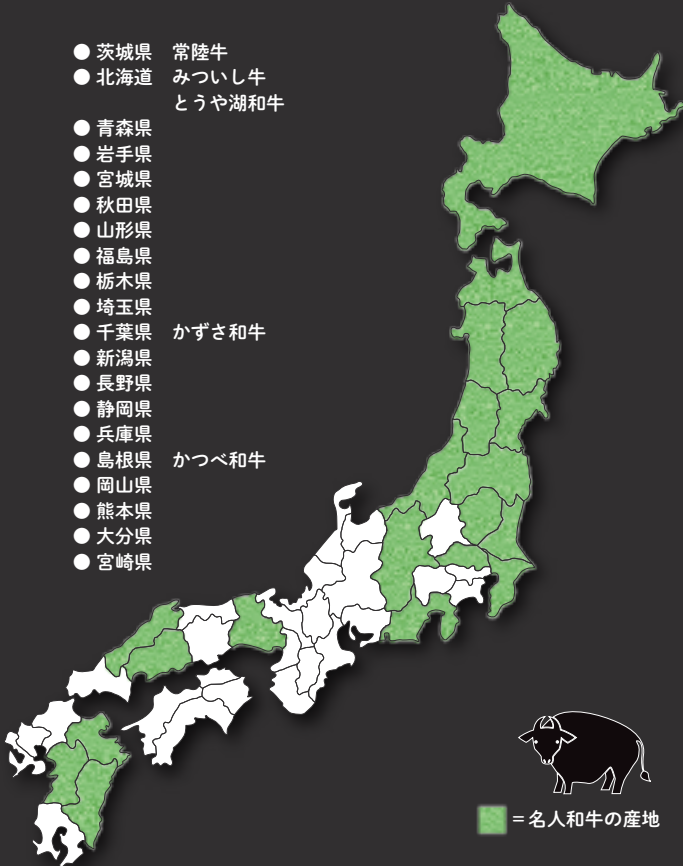 ● 茨城県 常陸牛
● 北海道 みついし牛
とうや湖和牛
● 青森県
● 岩手県
● 宮城県
● 秋田県
● 山形県
● 福島県
● 栃木県
● 埼玉県
● 千葉県 かずさ和牛
● 新潟県
● 長野県
● 静岡県
● 兵庫県
● 島根県 かつべ和牛
● 岡山県
● 熊本県
● 大分県
● 宮崎県
=名人和牛の産地